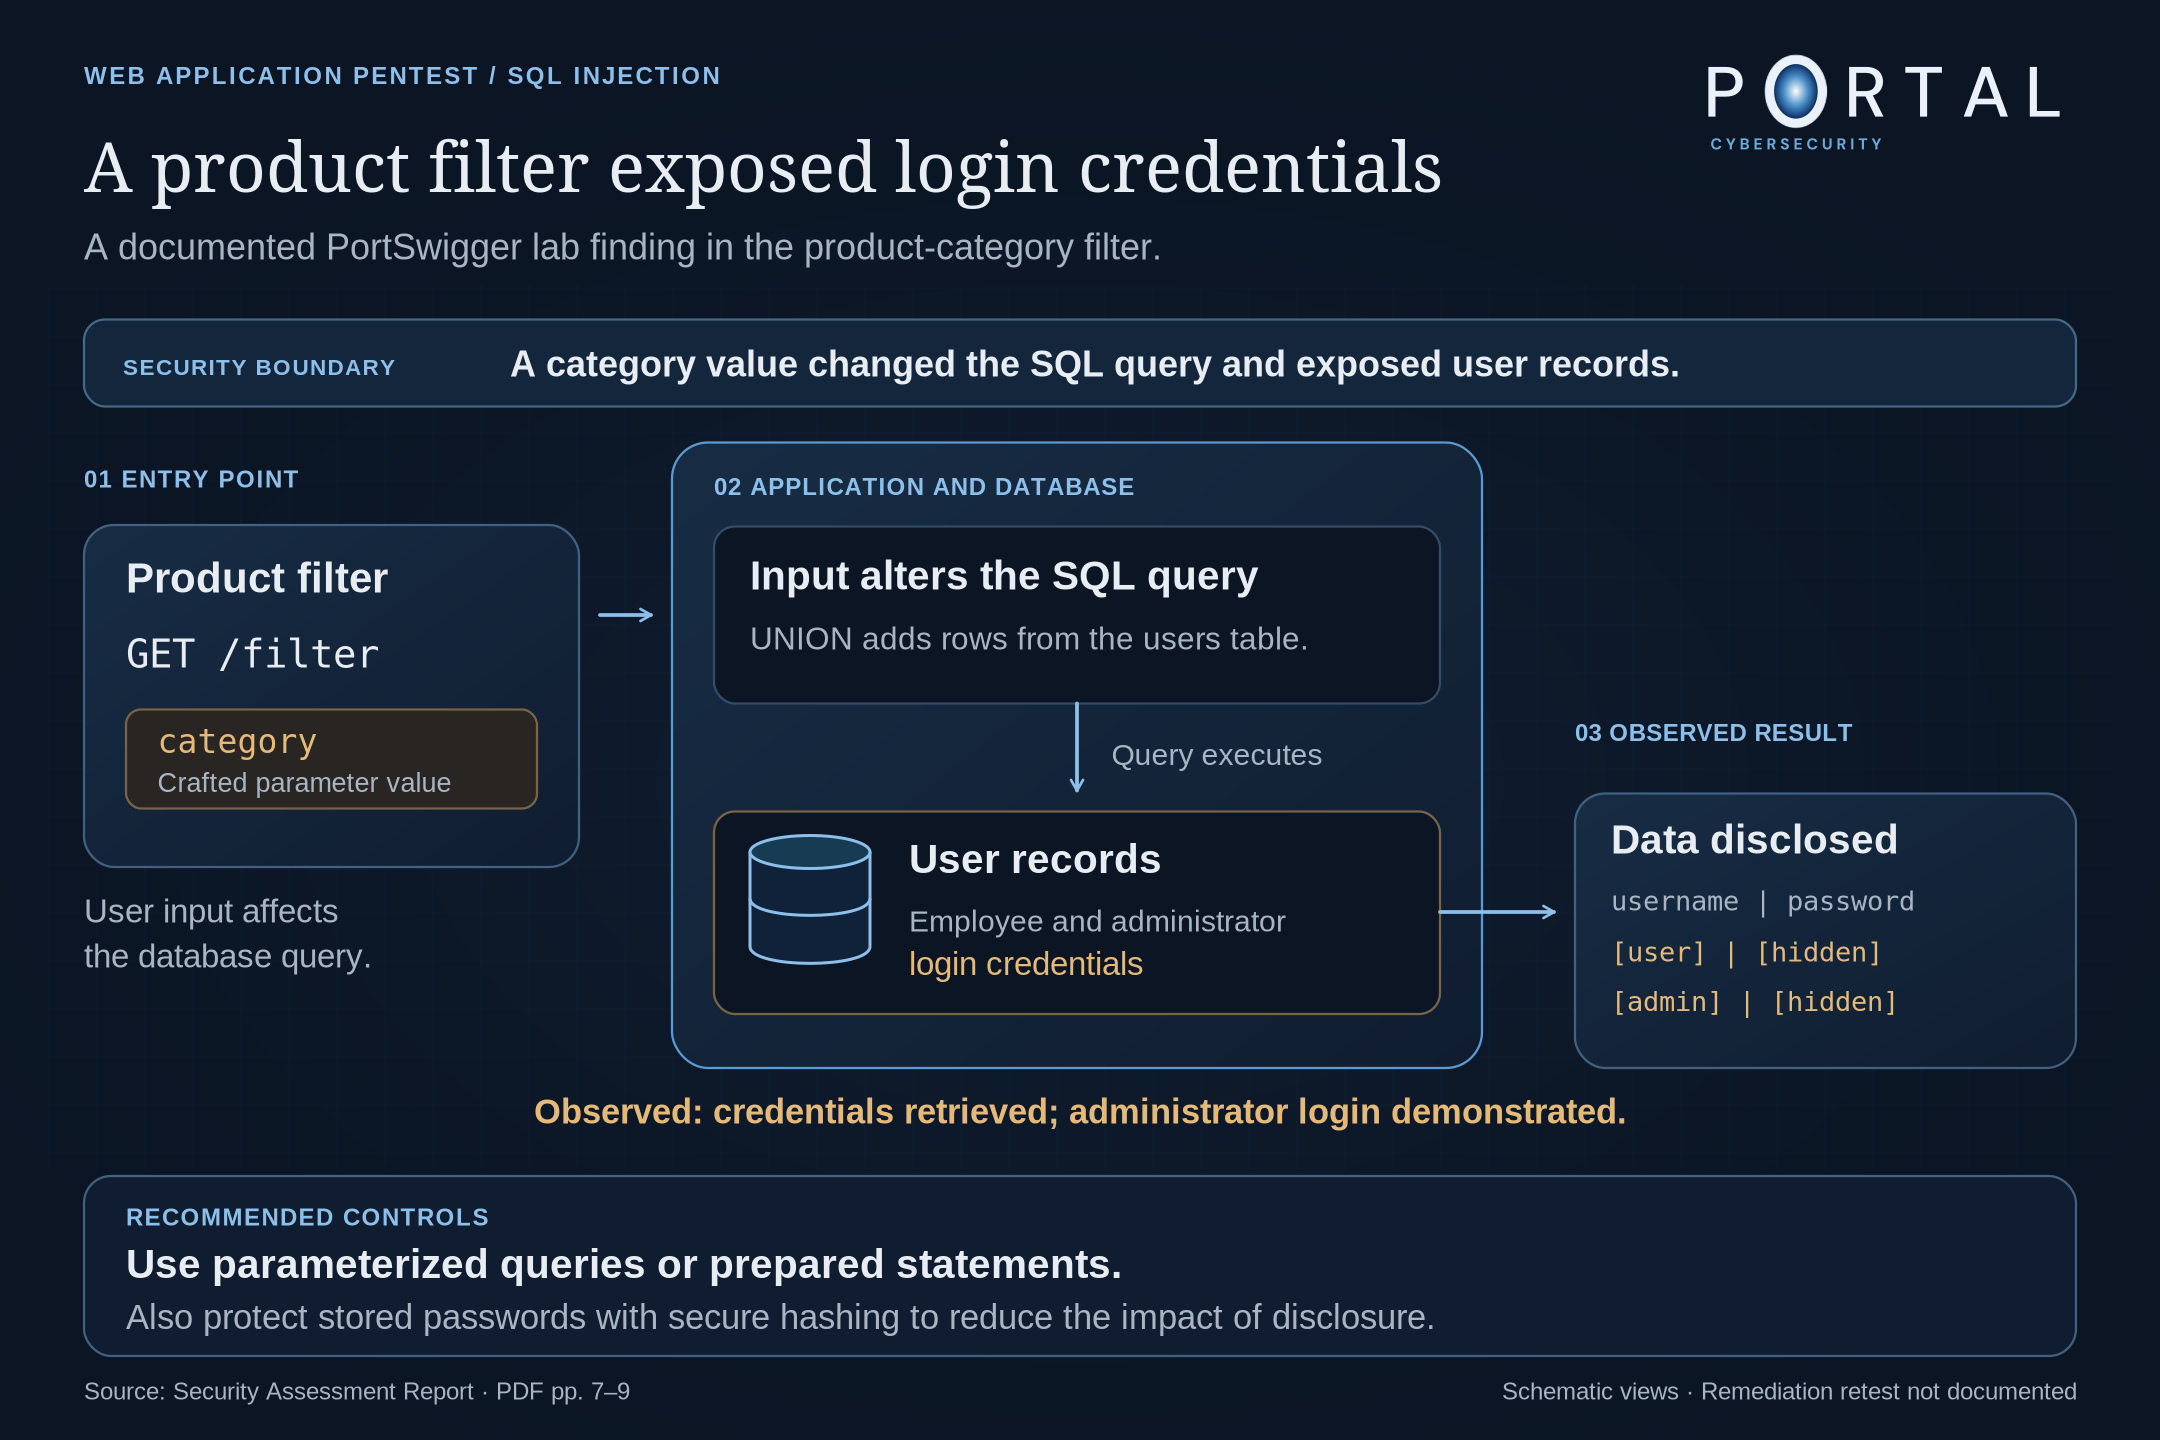 WEB APPLICATION PENTEST / SQL INJECTION
PORTAL
CYBERSECURITY
A product filter exposed login credentials
A documented PortSwigger lab finding in the product-category filter.
SECURITY BOUNDARY
A category value changed the SQL query and exposed user records.
01 ENTRY POINT
Product filter
GET /filter
category
Crafted parameter value
User input affects
the database query.
02 APPLICATION AND DATABASE
Input alters the SQL query
UNION adds rows from the users table.
Query executes
User records
Employee and administrator
login credentials
03 OBSERVED RESULT
Data disclosed
username | password
[user] | [hidden]
[admin] | [hidden]
Observed: credentials retrieved; administrator login demonstrated.
RECOMMENDED CONTROLS
Use parameterized queries or prepared statements.
Also protect stored passwords with secure hashing to reduce the impact of disclosure.
Source: Security Assessment Report · PDF pp. 7–9
Schematic views · Remediation retest not documented